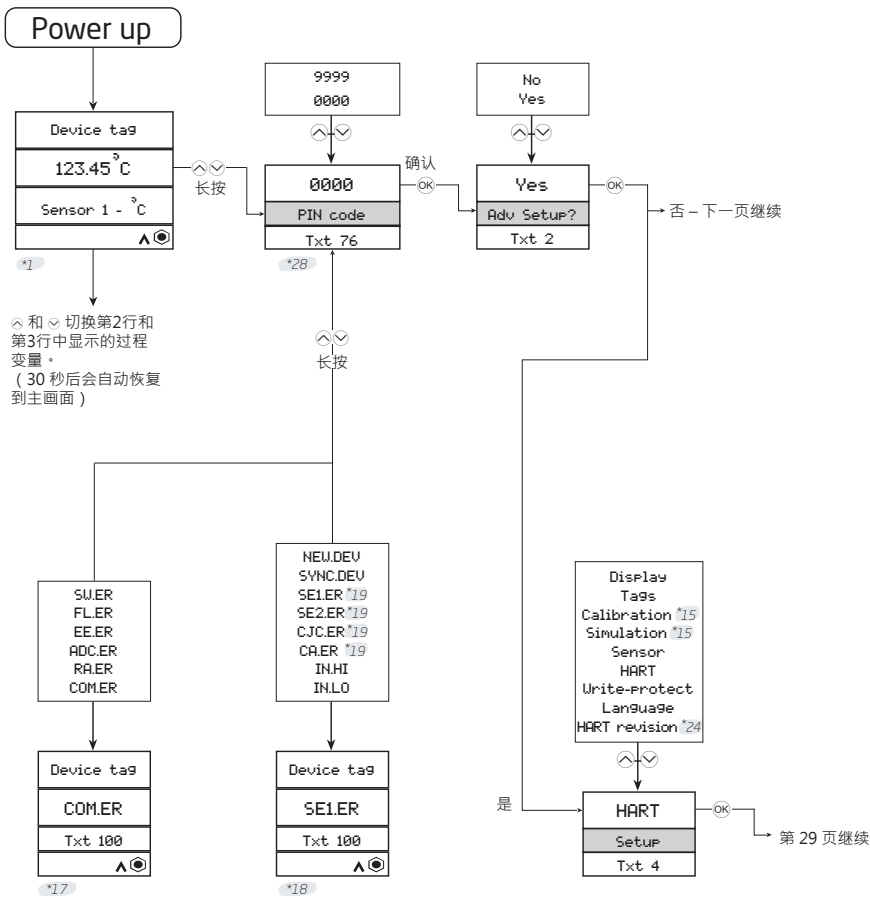 Power up
Device tag
123.45 °C
Sensor 1 - °C
*1
和 切换第2行和
第3行中显示的过程
变量。
（30 秒后会自动恢复
到主画面）
长按
9999
0000
0000
PIN code
Txt 76
*28
确认
OK
No
Yes
Yes
Adv Setup?
Txt 2
OK
否 – 下一页继续
长按
SW.ER
FL.ER
EE.ER
ADC.ER
RA.ER
COM.ER
Device tag
COM.ER
Txt 100
*17
NEW.DEV
SYNC.DEV
SE1.ER *19
SE2.ER *19
CJC.ER *19
CA.ER *19
IN.HI
IN.LO
Device tag
SE1.ER
Txt 100
*18
Display
Tags
Calibration *15
Simulation *15
Sensor
HART
Write-protect
Language
HART revision *24
是
HART
Setup
Txt 4
OK
第 29 页继续